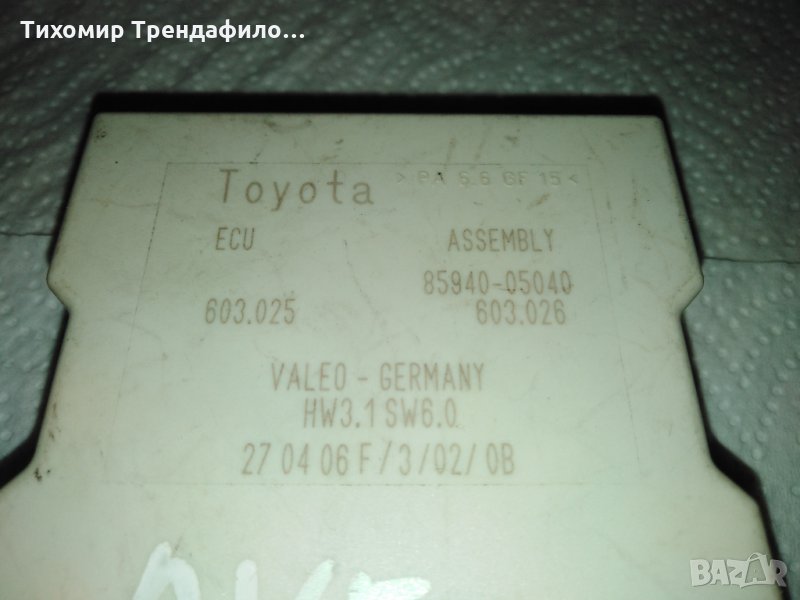 Тихомир Трендафило...
Toyota >PA 6.6 GF 15<
ECU ASSEMBLY
85940-05040
603.025 603.026
VALEO - GERMANY
HW3.1 SW6.0
27 04 06 F/3/02/0B
BAZAR